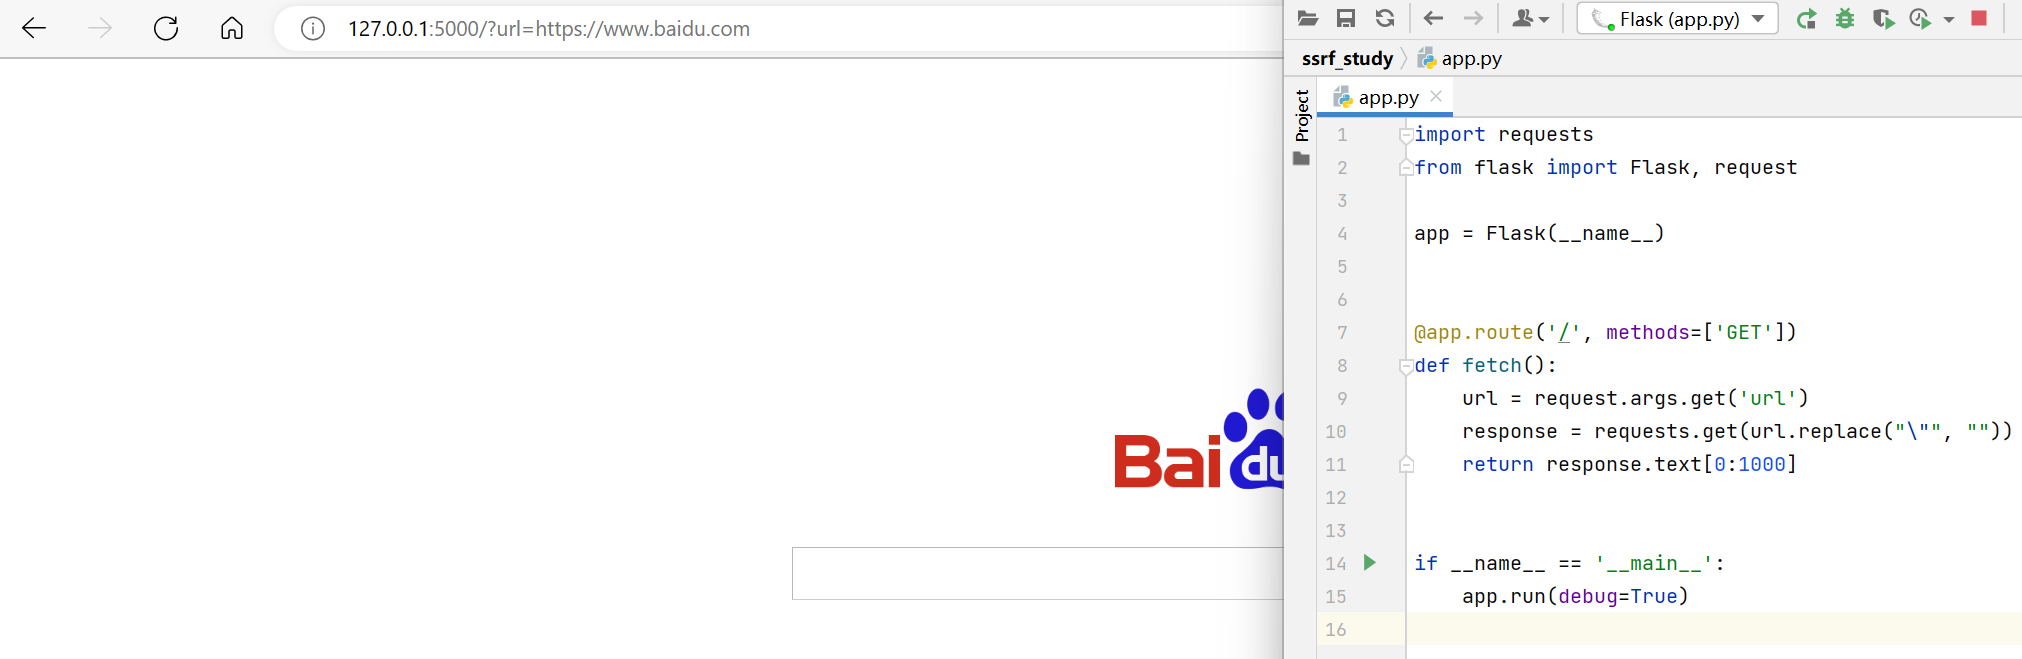 127.0.0.1:5000/?url=https://www.baidu.com
Bai du
Flask (app.py)
ssrf_study
app.py
Project
app.py
1 import requests
2 from flask import Flask, request
3
4 app = Flask(__name__)
5
6
7 @app.route('/', methods=['GET'])
8 def fetch():
9     url = request.args.get('url')
10     response = requests.get(url.replace("\"", ""))
11     return response.text[0:1000]
12
13
14 if __name__ == '__main__':
15     app.run(debug=True)
16